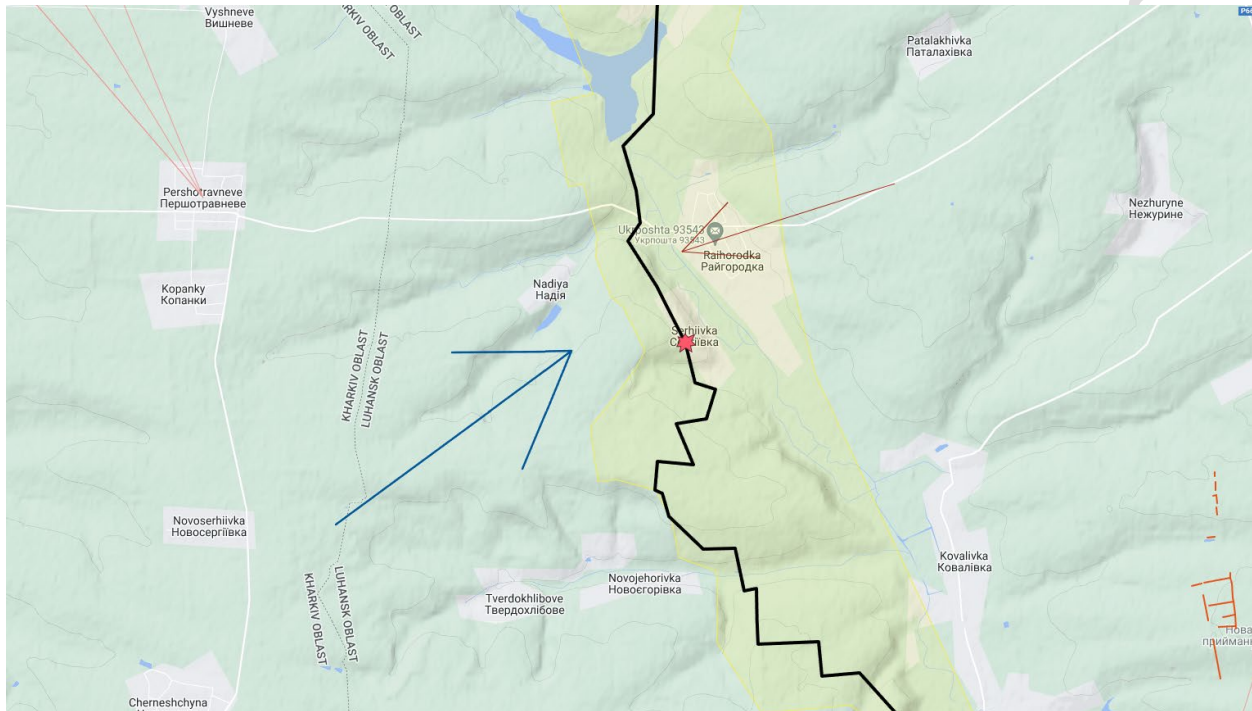 Vyshneve
Вишневе
KHARKIV OBLAST
Patalakhivka
Паталахівка
P66
Pershotravneve
Першотравневе
Nezhuryne
Нежурине
Ukrposhta 93543
Укрпошта 93543
Raihorodka
Райгородка
Kopanky
Копанки
Nadiya
Надія
Serhiivka
KHARKIV OBLAST
LUHANSK OBLAST
Novoserhiivka
Новосергіївка
Kovalivka
Ковалівка
Novojehorivka
Новоєгорівка
Tverdokhlibove
Твердохлібове
KHARKIV OBLAST
LUHANSK OBLAST
Нова
Cherneshchyna